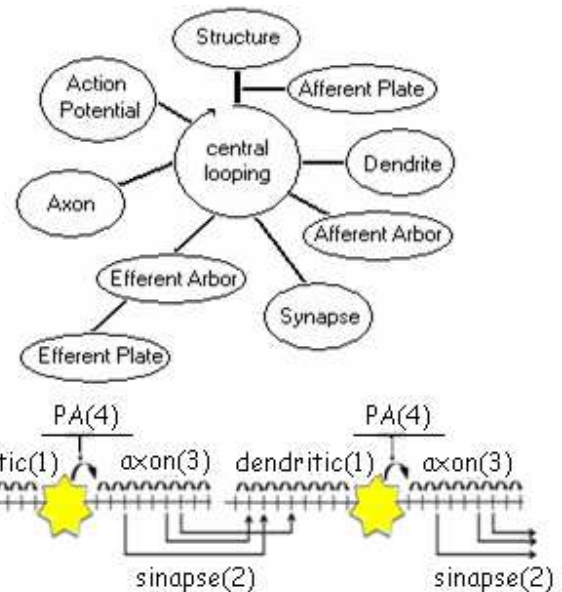 Structure
Action
Potential
Afferent Plate
central
looping
Dendrite
Axon
Afferent Arbor
Efferent Arbor
Synapse
Efferent Plate
PA(4)
PA(4)
tic(1)
axon(3)
dendritic(1)
axon(3)
sinapse(2)
sinapse(2)